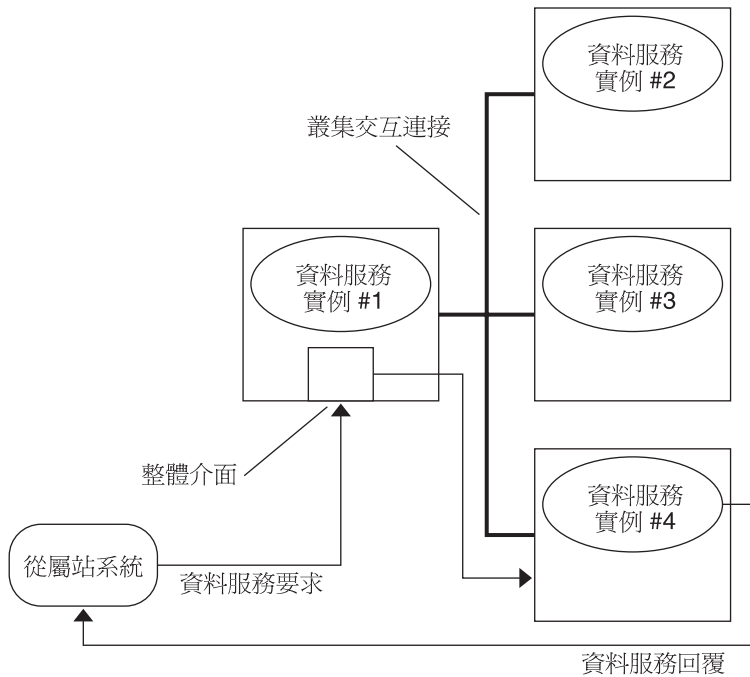 資料服務
實例 #2
叢集交互連接
資料服務
實例 #1
資料服務
實例 #3
整體介面
資料服務
實例 #4
從屬站系統
資料服務要求
資料服務回覆